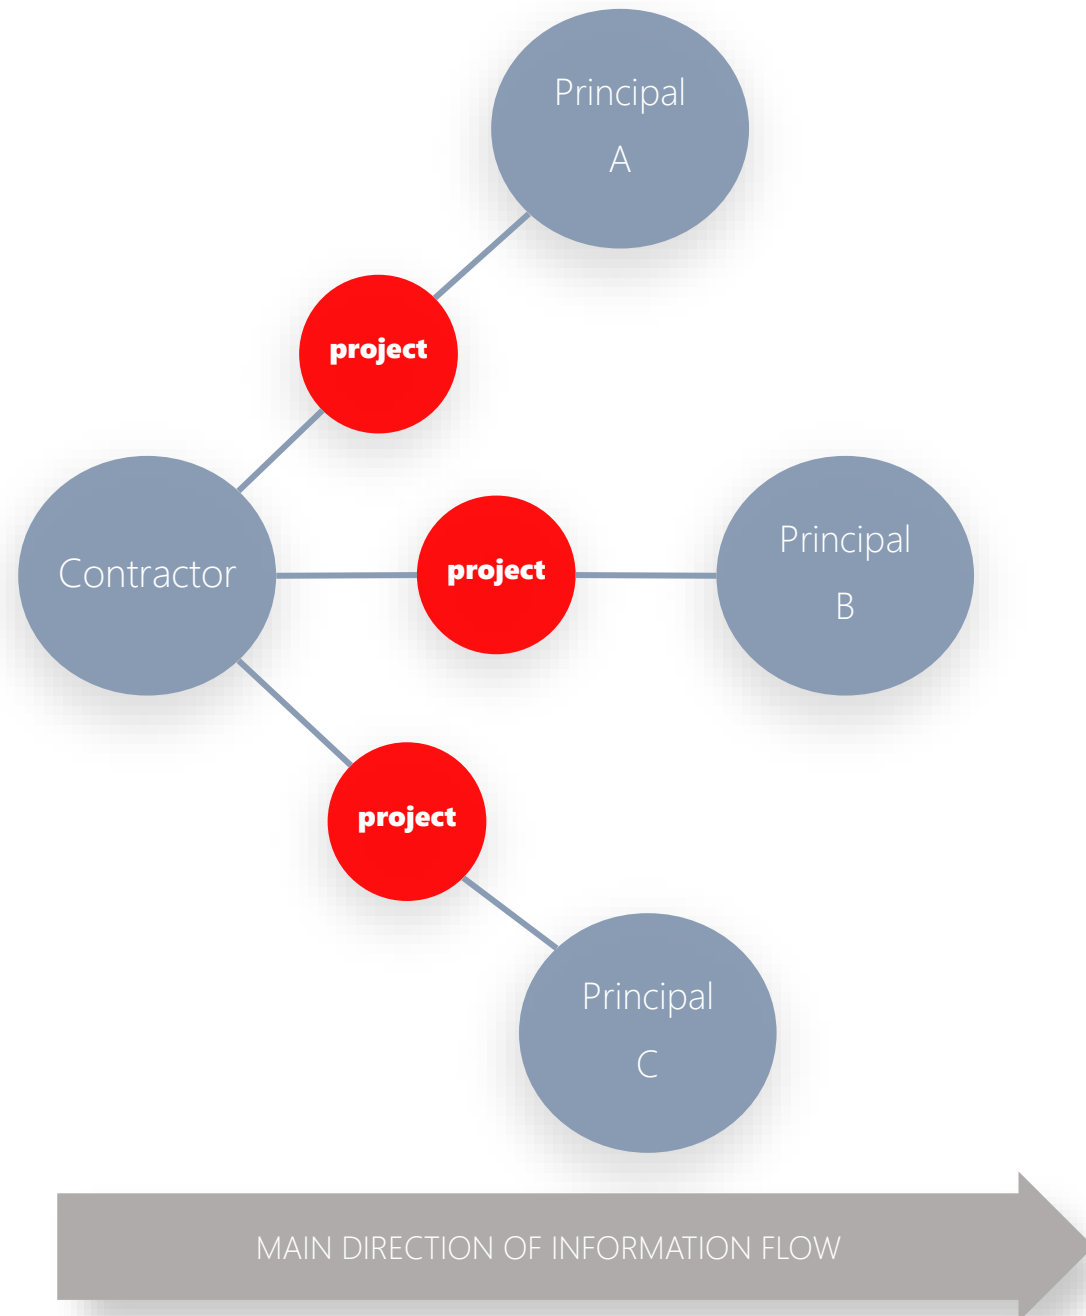 Principal
A
project
Contractor
project
Principal
B
project
Principal
C
MAIN DIRECTION OF INFORMATION FLOW